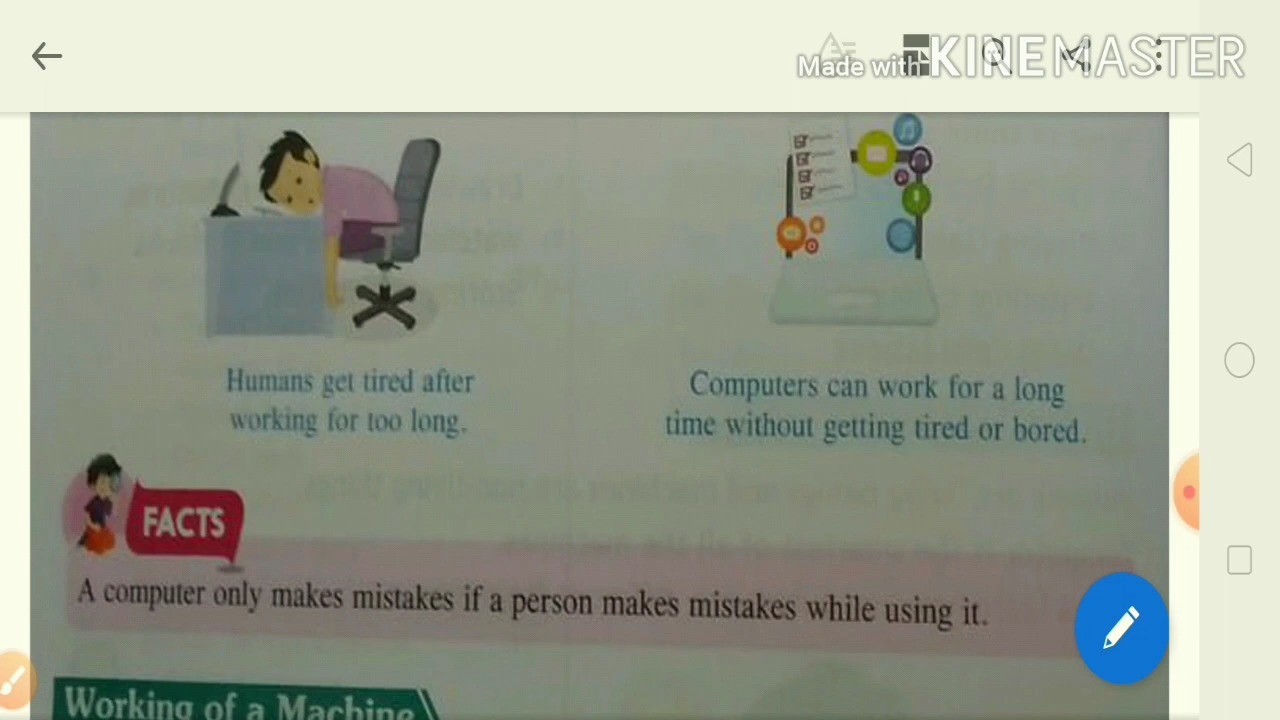 Made with KINEMASTER
Humans get tired after
working for too long.
Computers can work for a long
time without getting tired or bored.
FACTS
A computer only makes mistakes if a person makes mistakes while using it.
Working of a Machine